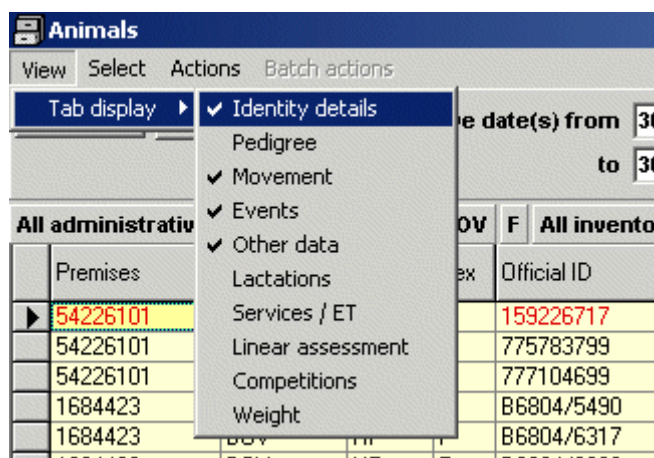 Animals
View Select Actions Batch actions
Tab display
Identity details
Pedigree
Movement
Events
Other data
Lactations
Services / ET
Linear assessment
Competitions
Weight
date(s) from 30
to 30
All administrativ OV F All invento
Premises ex Official ID
54226101 159226717
54226101 775783799
54226101 777104699
1684423 B6804/5490
1684423 B6804/6317